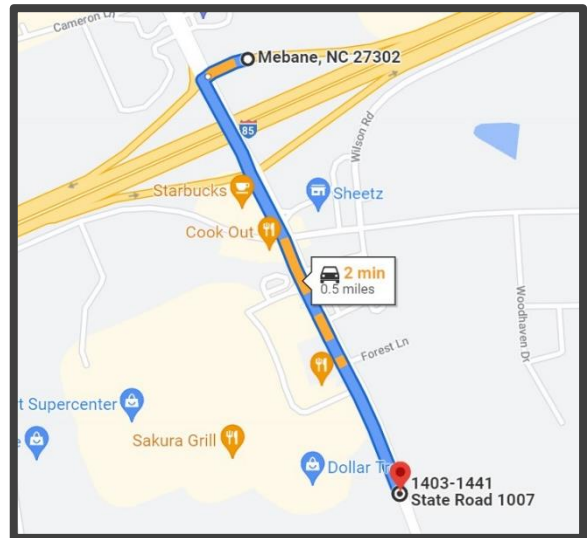 Cameron Dr
Mebane, NC 27302
85
Wilson Rd
Starbucks
Sheetz
Cook Out
2 min
0.5 miles
Woodhaven Dr
Forest Ln
t Supercenter
Sakura Grill
e
Dollar Tr
1403-1441
State Road 1007